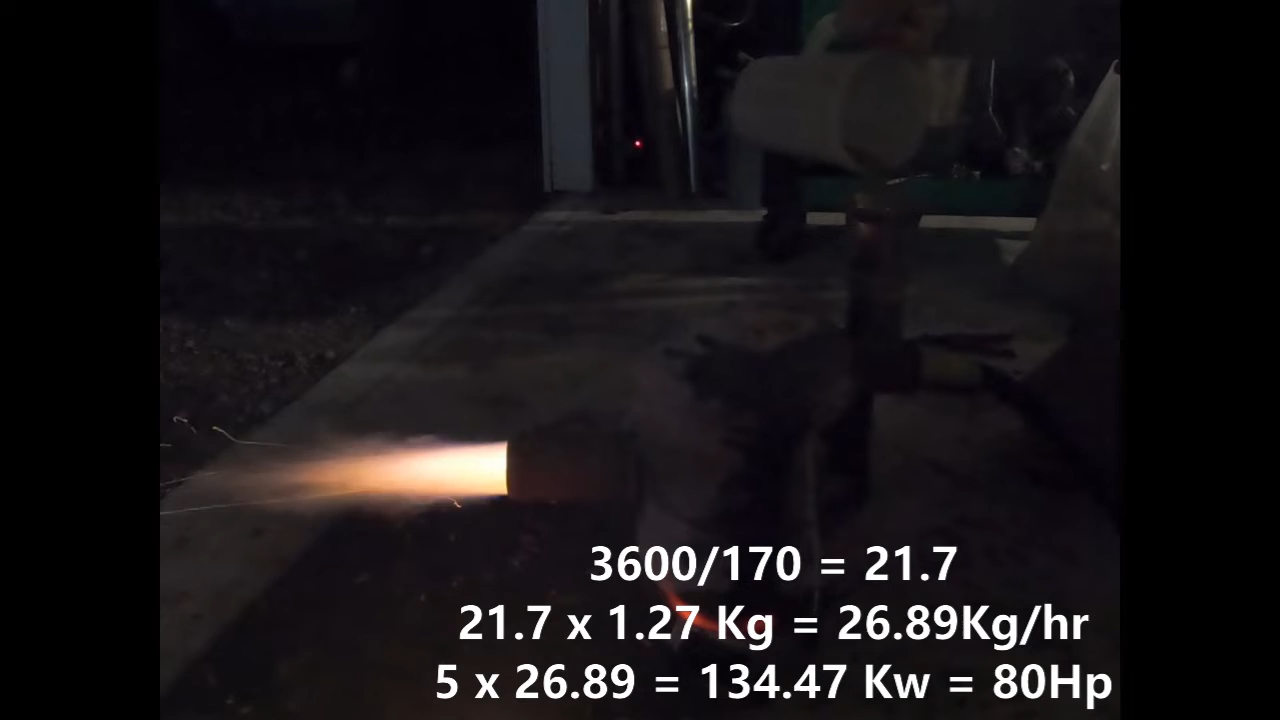 3600/170 = 21.7
21.7 x 1.27 Kg = 26.89Kg/hr
5 x 26.89 = 134.47 Kw = 80Hp